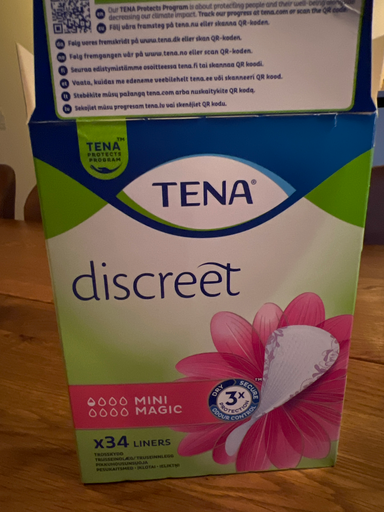 Our TENA Protects Program is about protecting people and their well-being
decreasing our climate impact. Track our progress at tena.com or scan the QR
Följ våra framsteg på tena.nu eller skanna QR-koden.
Følg vores fremskridt på www.tena.dk eller skan QR-koden.
Følg fremgangen vår på www.tena.no eller scan QR-koden.
Seuraa edistymistämme osoitteessa tena.fi tai skannaa QR koodi.
Vaata, kuidas me edeneme veebilehelt tena.ee või skanneeri QR kood.
Stebėkite mūsų pažangą tena.com arba nuskaitykite QR kodą.
Sekojiet mūsu progresam tena.lv vai skenējiet QR kodu.
TENA™
PROTECTS
PROGRAM
TENA®
discreet
MINI
MAGIC
DRY SECURE
3X
PROTECTION
ODOUR CONTROL
™
x34 LINERS
TRUSSKYDD